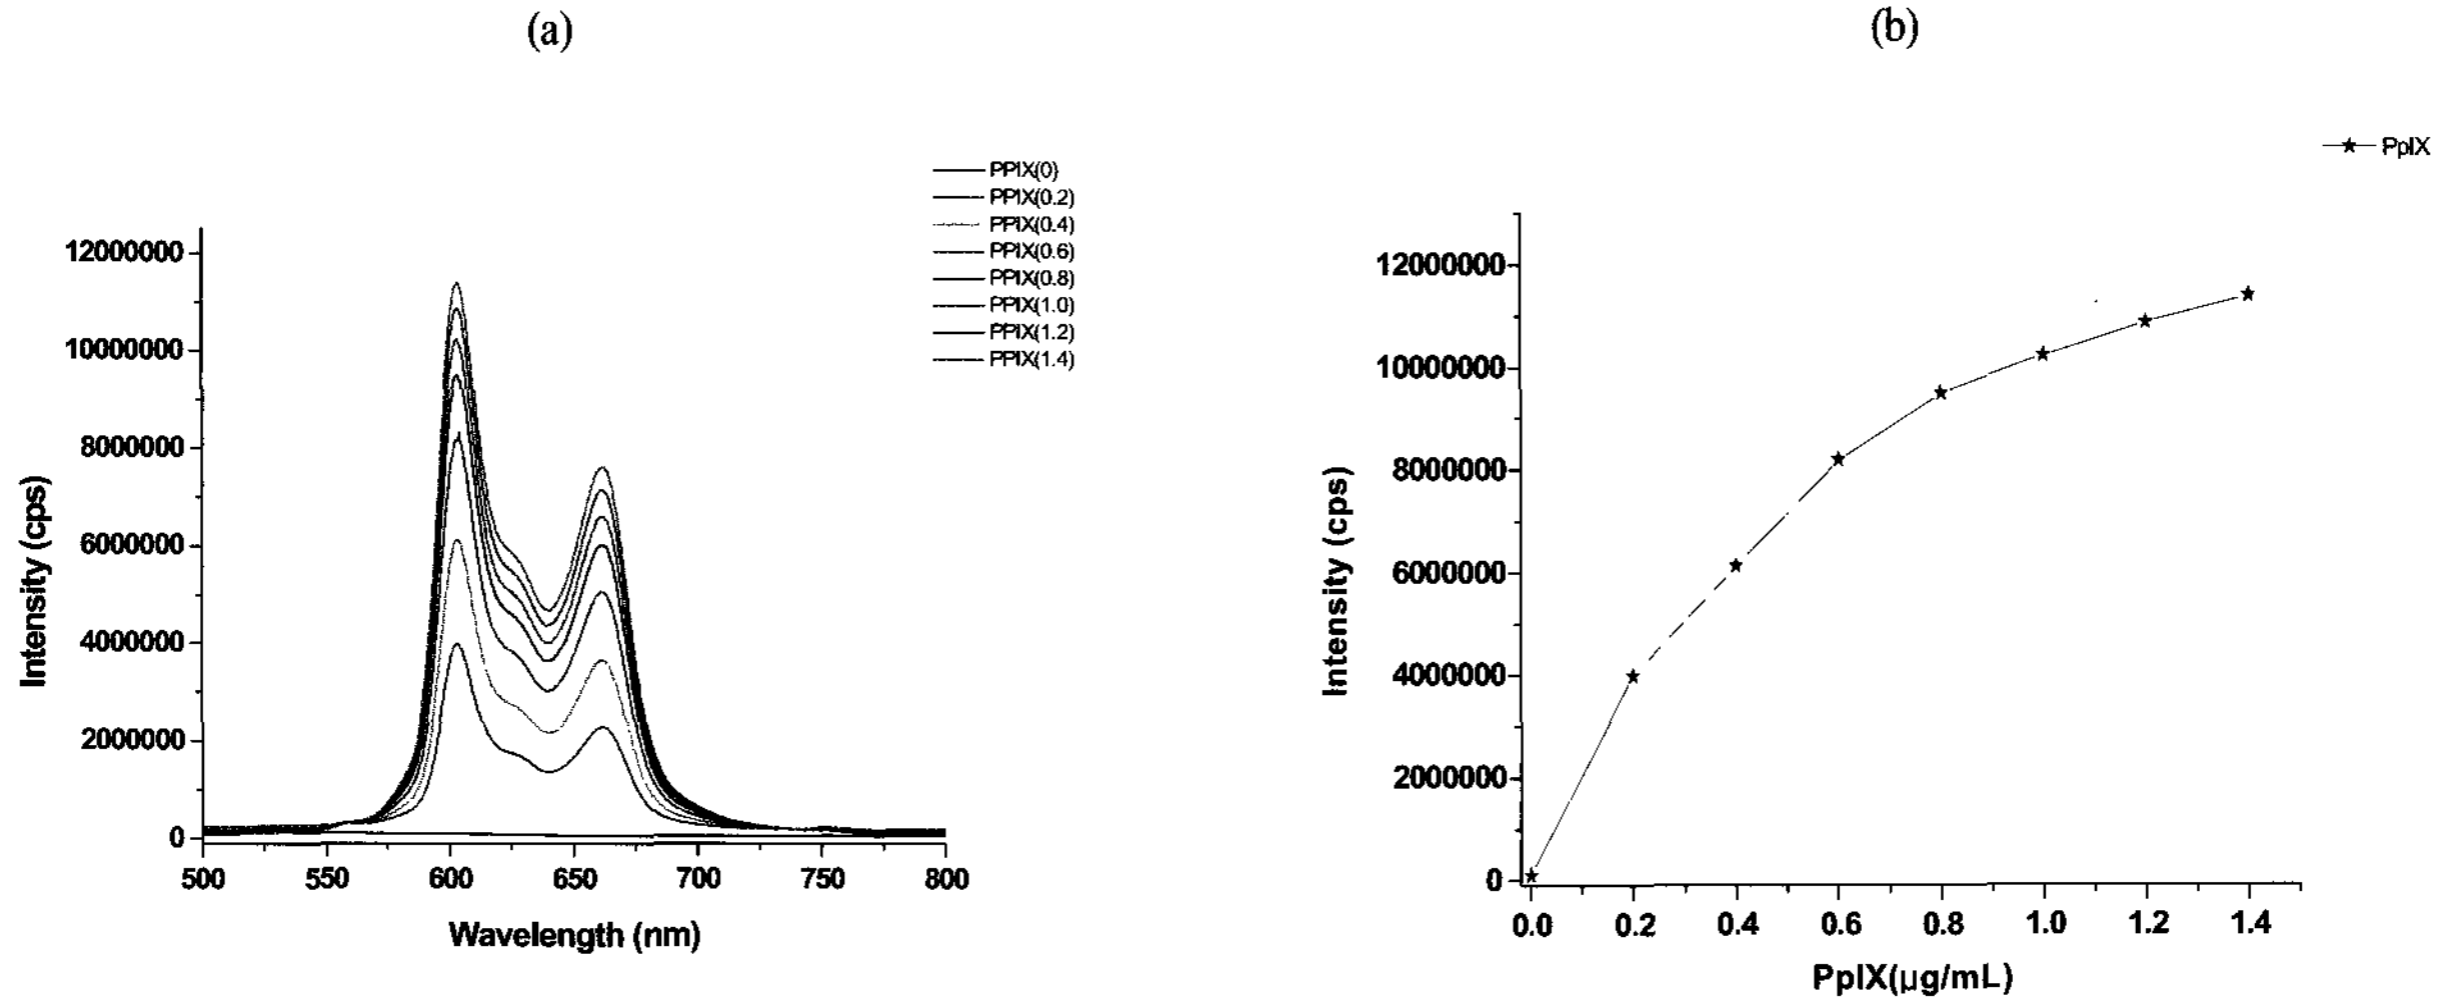 (a)
PPIX(0)
PPIX(0.2)
PPIX(0.4)
PPIX(0.6)
PPIX(0.8)
PPIX(1.0)
PPIX(1.2)
PPIX(1.4)
12000000
10000000
8000000
6000000
4000000
2000000
0
Intensity (cps)
500 550 600 650 700 750 800
Wavelength (nm)
(b)
PpIX
12000000
10000000
8000000
6000000
4000000
2000000
0
Intensity (cps)
0.0 0.2 0.4 0.6 0.8 1.0 1.2 1.4
PpIX(μg/mL)